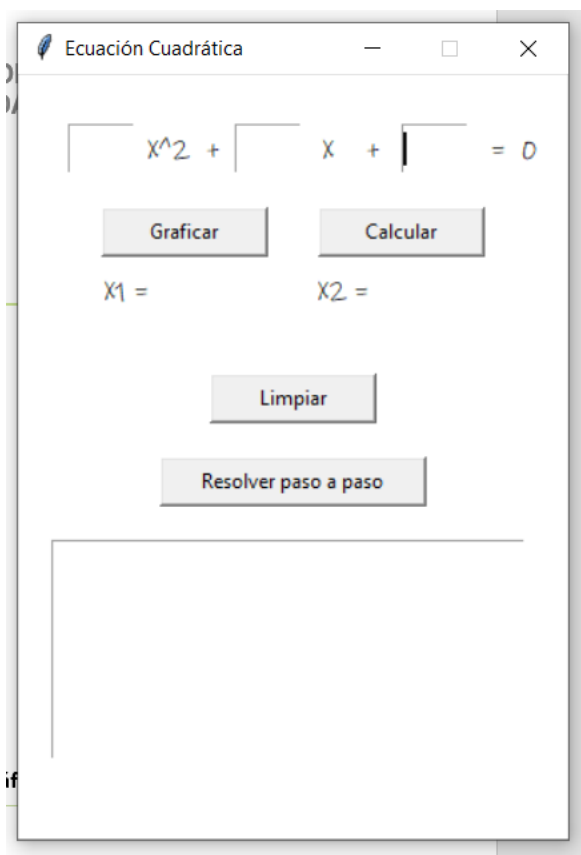 Ecuación Cuadrática
X^2 + X + = 0
Graficar Calcular
X1 = X2 =
Limpiar
Resolver paso a paso